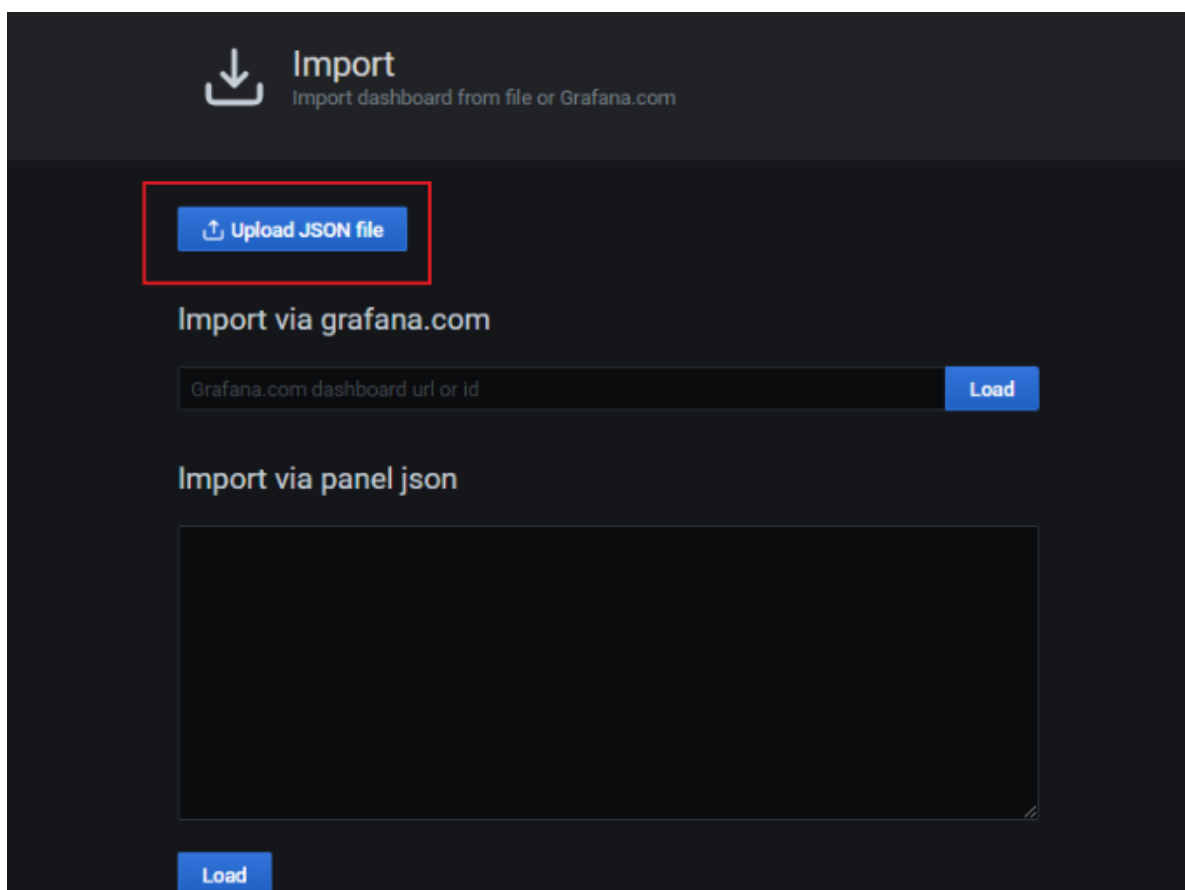 Import
Import dashboard from file or Grafana.com
Upload JSON file
Import via grafana.com
Grafana.com dashboard url or id
Load
Import via panel json
Load